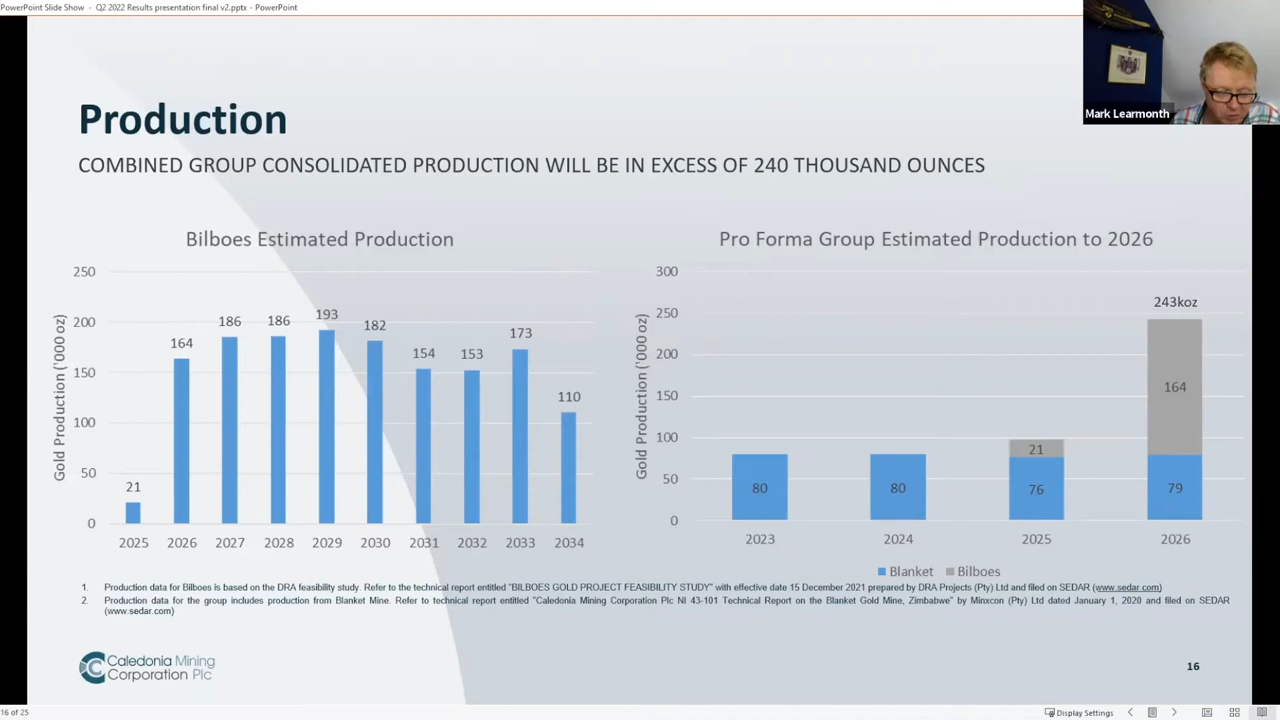 PowerPoint Slide Show - Q2 2022 Results presentation final v2.pptx - PowerPoint
Mark Learmonth
Production
COMBINED GROUP CONSOLIDATED PRODUCTION WILL BE IN EXCESS OF 240 THOUSAND OUNCES
Bilboes Estimated Production
Gold Production ('000 oz)
250
200
150
100
50
0
21
164
186
186
193
182
154
153
173
110
2025 2026 2027 2028 2029 2030 2031 2032 2033 2034
Pro Forma Group Estimated Production to 2026
Gold Production ('000 oz)
300
250
200
150
100
50
0
243koz
164
21
80
80
76
79
2023 2024 2025 2026
Blanket Bilboes
1. Production data for Bilboes is based on the DRA feasibility study. Refer to the technical report entitled "BILBOES GOLD PROJECT FEASIBILITY STUDY" with effective date 15 December 2021 prepared by DRA Projects (Pty) Ltd and filed on SEDAR (www.sedar.com)
2. Production data for the group includes production from Blanket Mine. Refer to technical report entitled "Caledonia Mining Corporation Plc NI 43-101 Technical Report on the Blanket Gold Mine, Zimbabwe" by Minxcon (Pty) Ltd dated January 1, 2020 and filed on SEDAR
(www.sedar.com)
Caledonia Mining
Corporation Plc
16
16 of 25
Display Settings